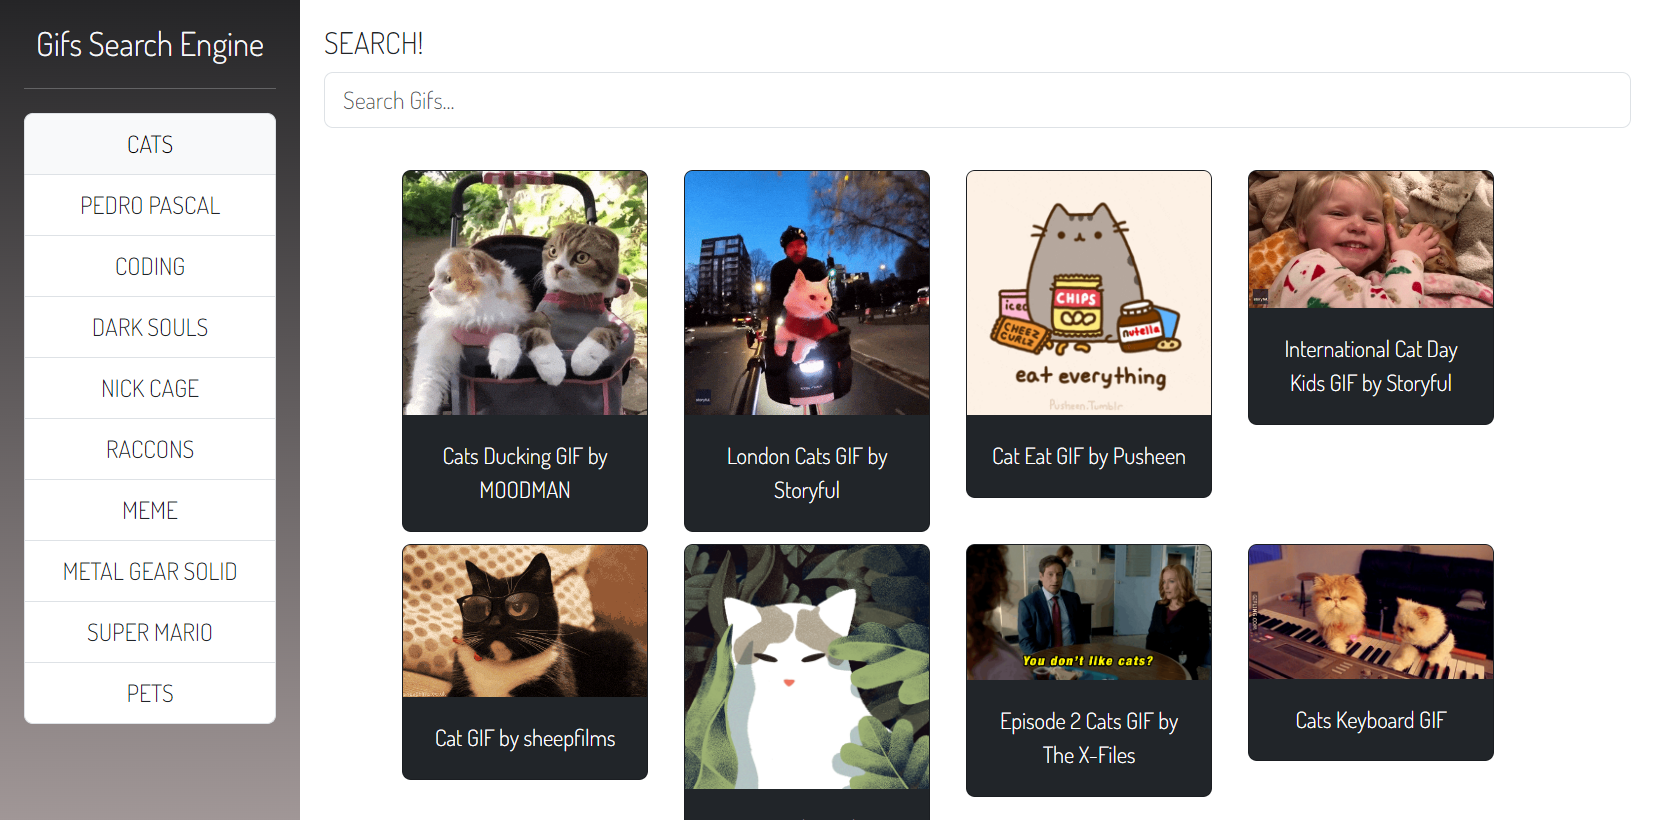 Gifs Search Engine
CATS
PEDRO PASCAL
CODING
DARK SOULS
NICK CAGE
RACCONS
MEME
METAL GEAR SOLID
SUPER MARIO
PETS
SEARCH!
Search Gifs...
Cats Ducking GIF by
MOODMAN
London Cats GIF by
Storyful
iced
CHIPS
CHEEZ
CURLZ
nutella
eat everything
Pusheen.Tumblr
Cat Eat GIF by Pusheen
International Cat Day
Kids GIF by Storyful
Cat GIF by sheepfilms
You don't like cats?
Episode 2 Cats GIF by
The X-Files
Cats Keyboard GIF